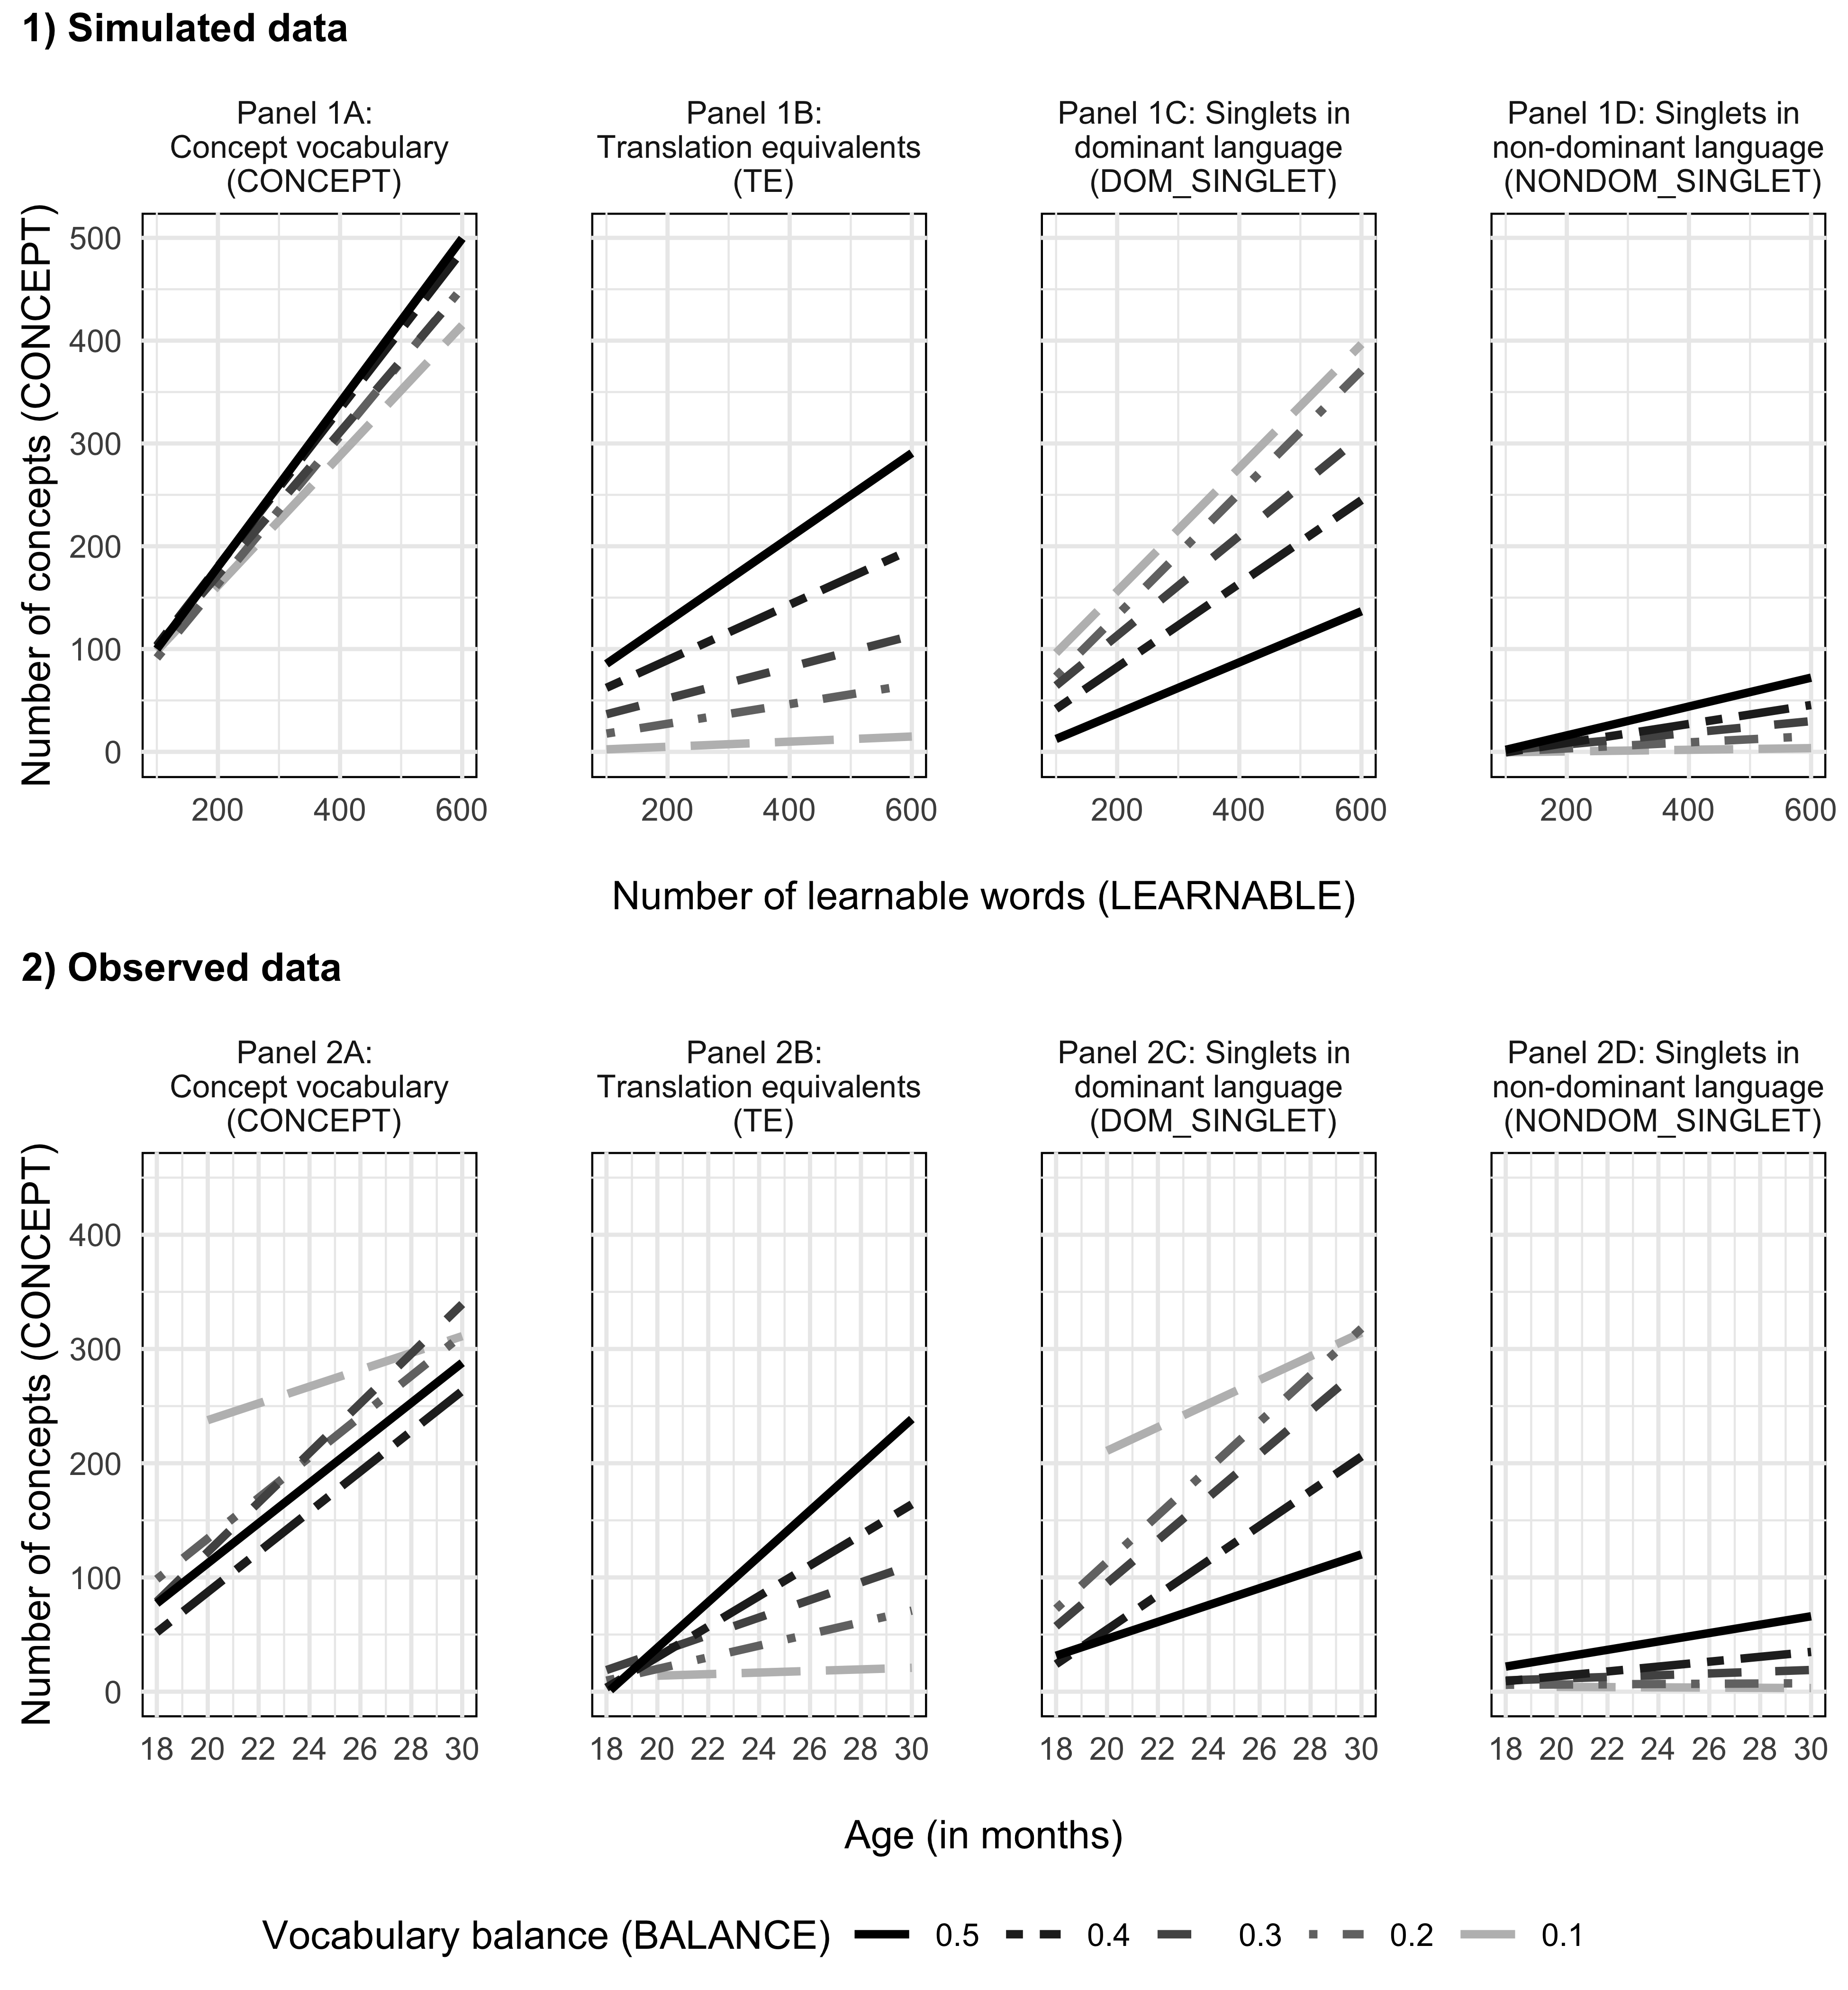 1) Simulated data
Panel 1A:
Concept vocabulary
(CONCEPT)
Panel 1B:
Translation equivalents
(TE)
Panel 1C: Singlets in
dominant language
(DOM_SINGLET)
Panel 1D: Singlets in
non-dominant language
(NONDOM_SINGLET)
Number of concepts (CONCEPT)
500
400
300
200
100
0
200 400 600
200 400 600
200 400 600
200 400 600
Number of learnable words (LEARNABLE)
2) Observed data
Panel 2A:
Concept vocabulary
(CONCEPT)
Panel 2B:
Translation equivalents
(TE)
Panel 2C: Singlets in
dominant language
(DOM_SINGLET)
Panel 2D: Singlets in
non-dominant language
(NONDOM_SINGLET)
Number of concepts (CONCEPT)
400
300
200
100
0
18 20 22 24 26 28 30
18 20 22 24 26 28 30
18 20 22 24 26 28 30
18 20 22 24 26 28 30
Age (in months)
Vocabulary balance (BALANCE) 0.5 0.4 0.3 0.2 0.1